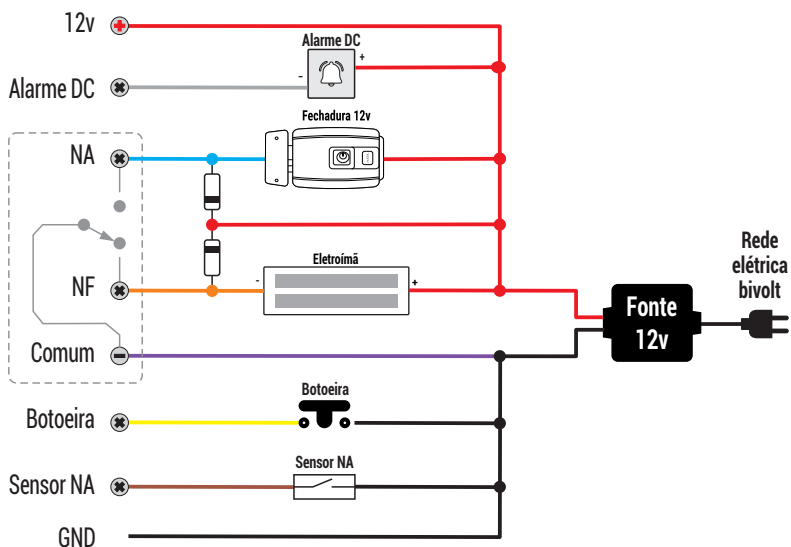 12v
Alarme DC
Alarme DC
-
+
NA
Fechadura 12v
NF
Eletroímã
-
+
Comum
Botoeira
Botoeira
Sensor NA
Sensor NA
GND
Fonte
12v
Rede
elétrica
bivolt